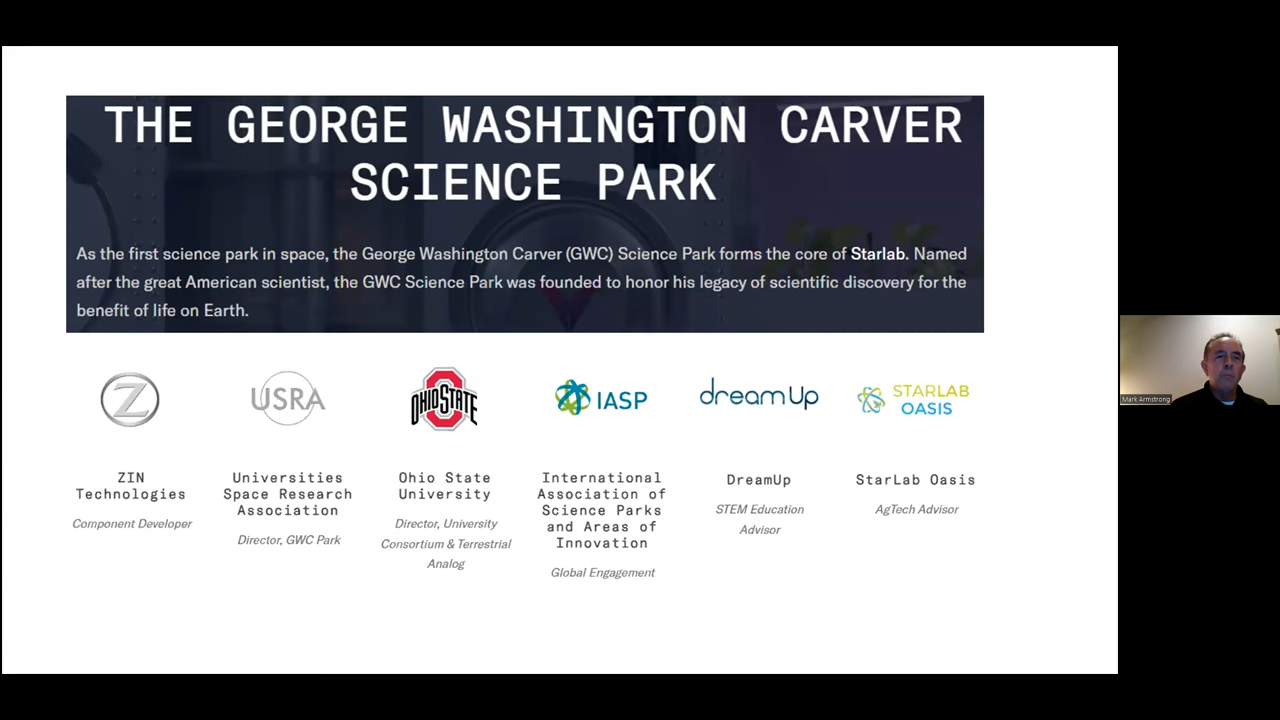 THE GEORGE WASHINGTON CARVER
SCIENCE PARK
As the first science park in space, the George Washington Carver (GWC) Science Park forms the core of Starlab. Named
after the great American scientist, the GWC Science Park was founded to honor his legacy of scientific discovery for the
benefit of life on Earth.
Z
USRA
OHIO STATE
IASP
dreamUp
STARLAB
OASIS
ZIN
Technologies
Component Developer
Universities
Space Research
Association
Director, GWC Park
Ohio State
University
Director, University
Consortium & Terrestrial
Analog
International
Association of
Science Parks
and Areas of
Innovation
Global Engagement
DreamUp
STEM Education
Advisor
StarLab Oasis
AgTech Advisor
Mark Armstrong